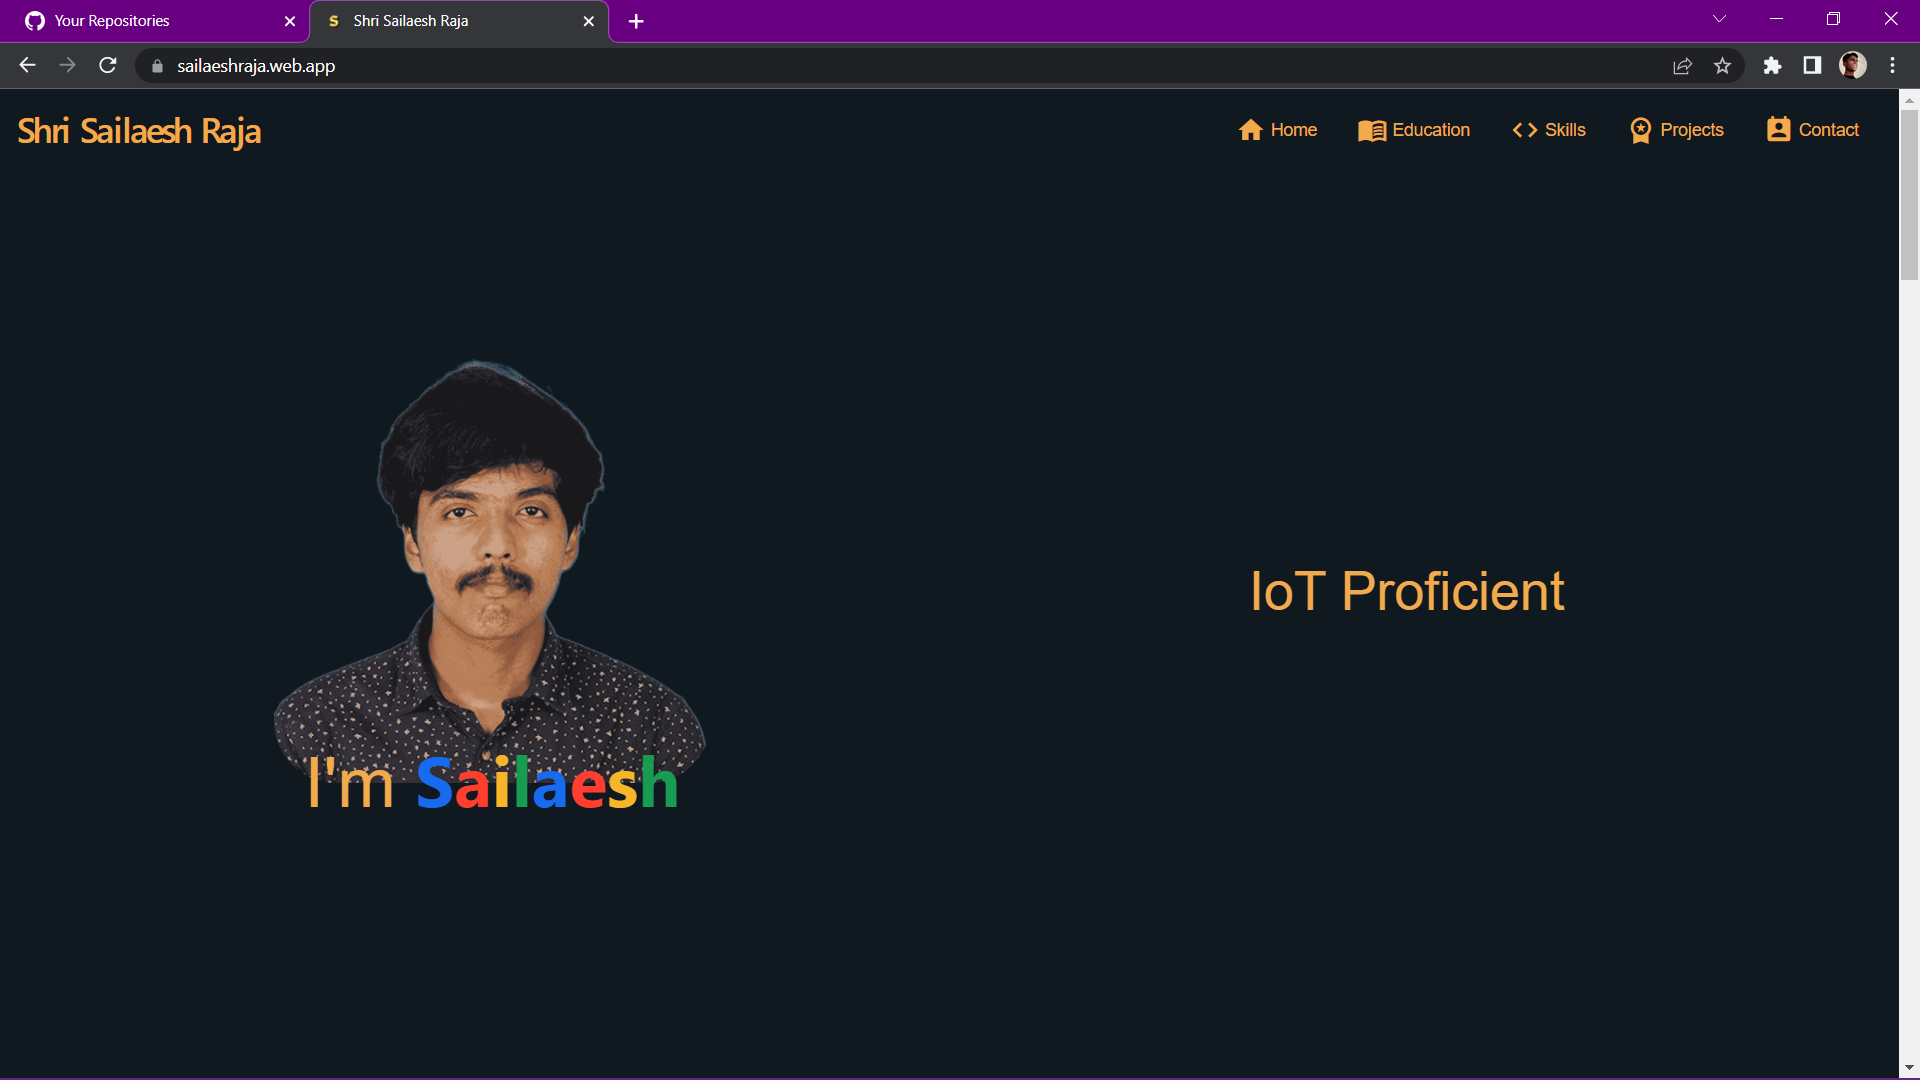 Your Repositories
S Shri Sailaesh Raja
sailaeshraja.web.app
Shri Sailaesh Raja
Home Education Skills Projects Contact
IoT Proficient
I'm Sailaesh